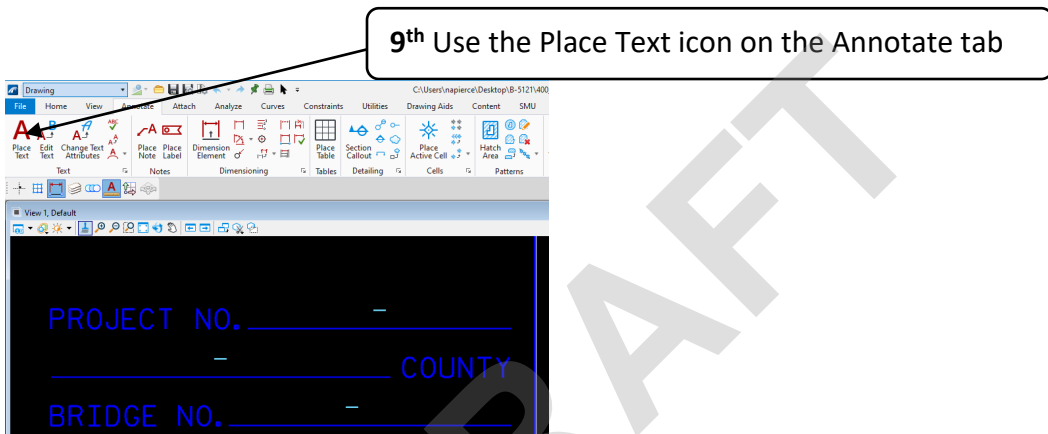 9th Use the Place Text icon on the Annotate tab
Drawing
C:\Users\napierce\Desktop\B-5121\400
File Home View Annotate Attach Analyze Curves Constraints Utilities Drawing Aids Content SMU
Place Text Edit Text Change Text Attributes Place Note Place Label Dimension Element Place Table Section Callout Place Active Cell Hatch Area
Text Notes Dimensioning Tables Detailing Cells Patterns
View 1, Default
PROJECT NO. _
_ COUNTY
BRIDGE NO. _
DRAFT